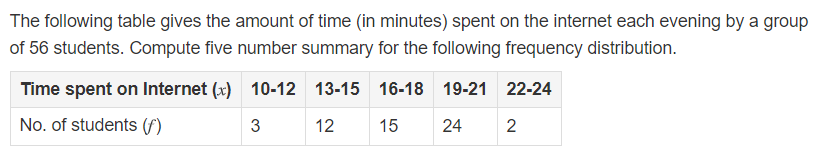 The following table gives the amount of time (in minutes) spent on the internet each evening by a group
of 56 students. Compute five number summary for the following frequency distribution.
Time spent on Internet (x) 10-12 13-15 16-18 19-21 22-24
No. of students (f) 3 12 15 24 2